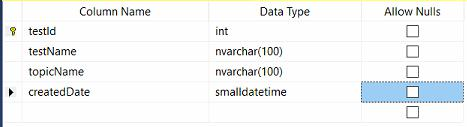 Column Name Data Type Allow Nulls
testId int
testName nvarchar(100)
topicName nvarchar(100)
createdDate smalldatetime